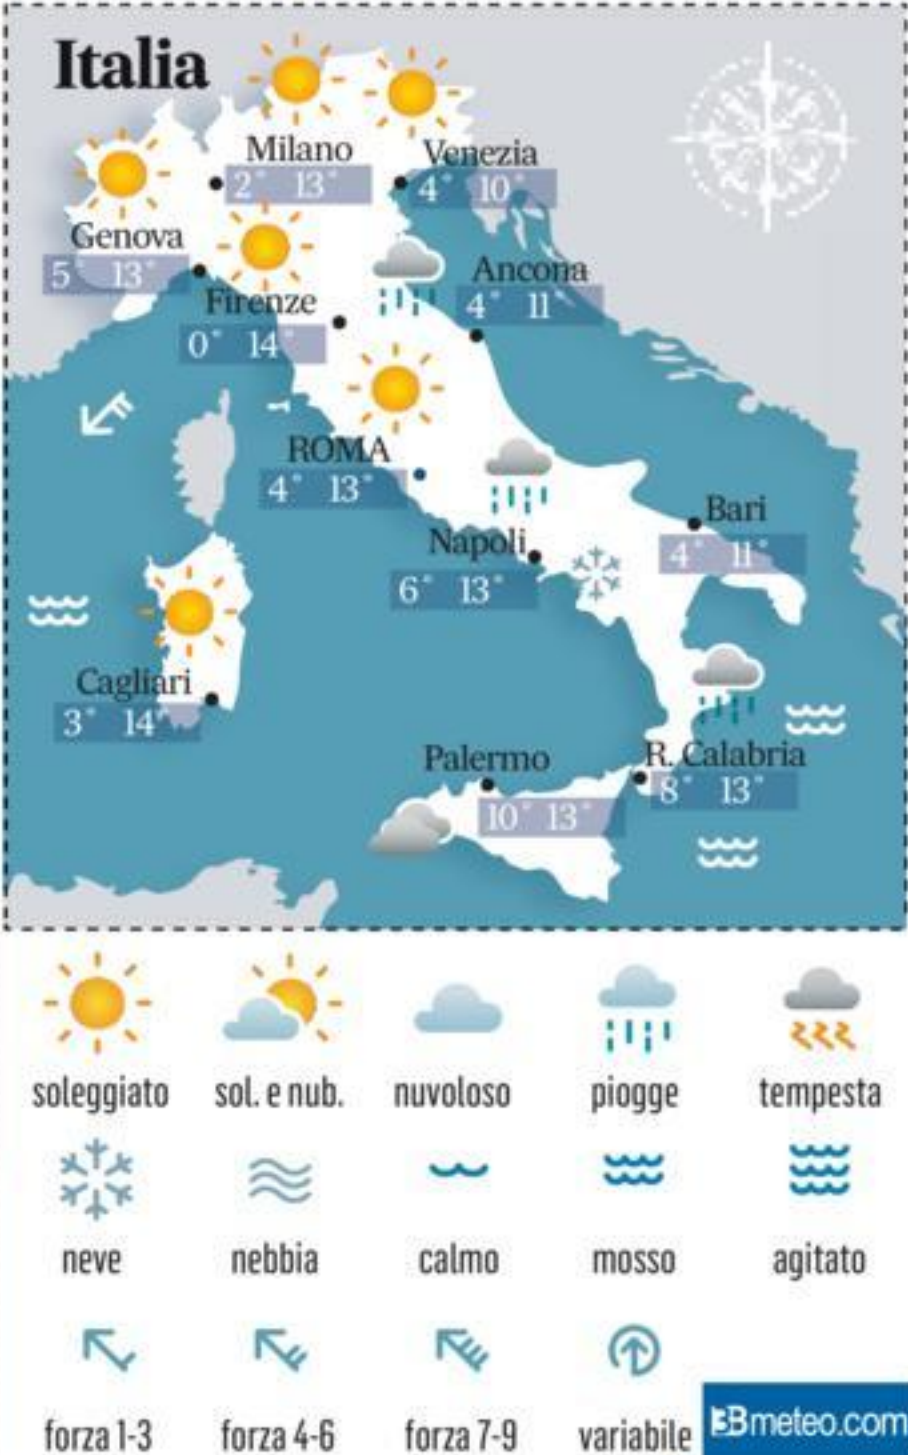 Italia
Milano
2° 13°
Venezia
4° 10°
Genova
5° 13°
Firenze
0° 14°
Ancona
4° 11°
ROMA
4° 13°
Napoli
6° 13°
Bari
4° 11°
Cagliari
3° 14°
Palermo
10° 13°
R. Calabria
8° 13°
soleggiato sol. e nub. nuvoloso piogge tempesta
neve nebbia calmo mosso agitato
forza 1-3 forza 4-6 forza 7-9 variabile
3Bmeteo.com